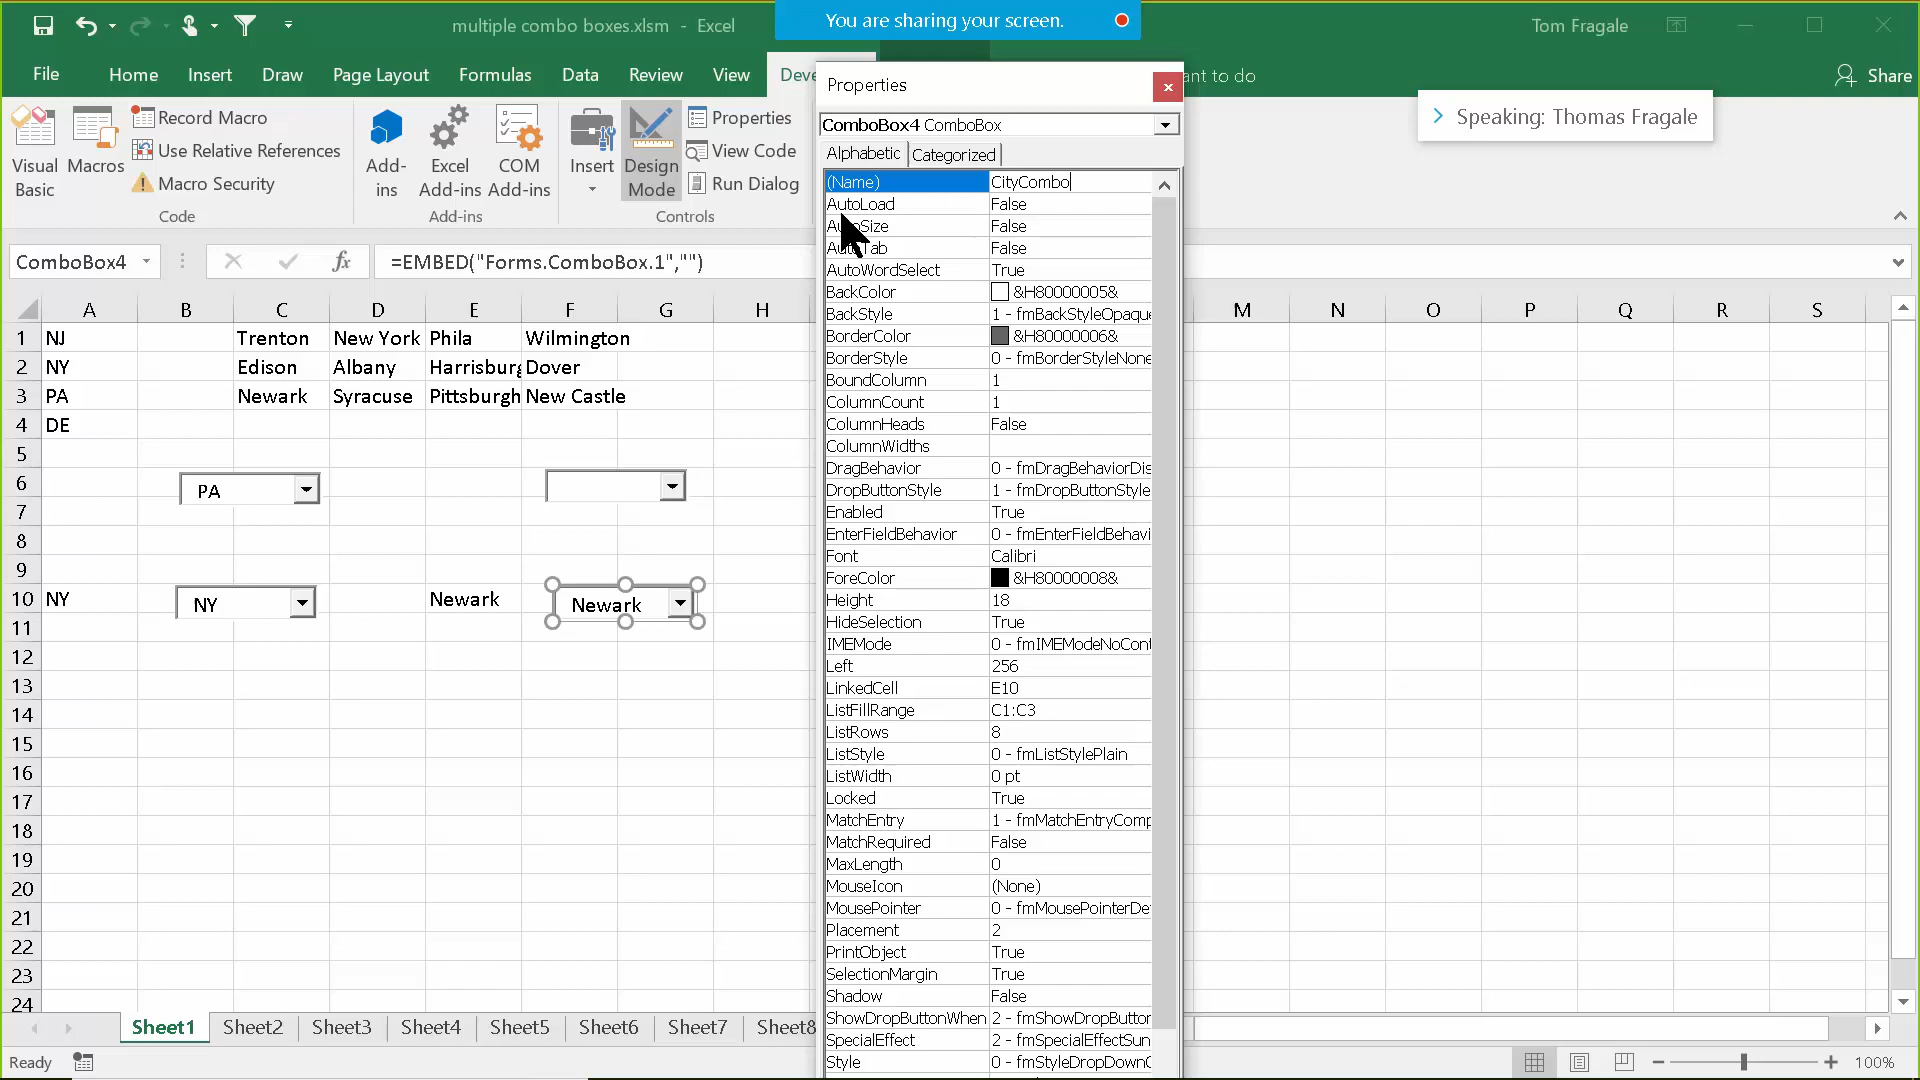 multiple combo boxes.xlsm - Excel
You are sharing your screen.
Tom Fragale
File
Home
Insert
Draw
Page Layout
Formulas
Data
Review
View
Deve
ant to do
Share
Speaking: Thomas Fragale
Visual Basic
Macros
Record Macro
Use Relative References
Macro Security
Code
Add-ins
Excel Add-ins
COM Add-ins
Add-ins
Insert
Design Mode
Properties
View Code
Run Dialog
Controls
ComboBox4
fx
=EMBED("Forms.ComboBox.1","")
A B C D E F G H M N O P Q R S
1 NJ Trenton New York Phila Wilmington
2 NY Edison Albany Harrisburg Dover
3 PA Newark Syracuse Pittsburgh New Castle
4 DE
5
6 PA
7
8
9
10 NY NY Newark Newark
11
12
13
14
15
16
17
18
19
20
21
22
23
24
Properties
ComboBox4 ComboBox
Alphabetic Categorized
(Name) CityCombo
AutoLoad False
AutoSize False
AutoTab False
AutoWordSelect True
BackColor &H80000005&
BackStyle 1 - fmBackStyleOpaque
BorderColor &H80000006&
BorderStyle 0 - fmBorderStyleNone
BoundColumn 1
ColumnCount 1
ColumnHeads False
ColumnWidths
DragBehavior 0 - fmDragBehaviorDis
DropButtonStyle 1 - fmDropButtonStyle
Enabled True
EnterFieldBehavior 0 - fmEnterFieldBehavi
Font Calibri
ForeColor &H80000008&
Height 18
HideSelection True
IMEMode 0 - fmIMEModeNoCont
Left 256
LinkedCell E10
ListFillRange C1:C3
ListRows 8
ListStyle 0 - fmListStylePlain
ListWidth 0 pt
Locked True
MatchEntry 1 - fmMatchEntryComp
MatchRequired False
MaxLength 0
MouseIcon (None)
MousePointer 0 - fmMousePointerDef
Placement 2
PrintObject True
SelectionMargin True
Shadow False
ShowDropButtonWhen 2 - fmShowDropButton
SpecialEffect 2 - fmSpecialEffectSun
Style 0 - fmStyleDropDownC
Sheet1 Sheet2 Sheet3 Sheet4 Sheet5 Sheet6 Sheet7 Sheet8
Ready
100%